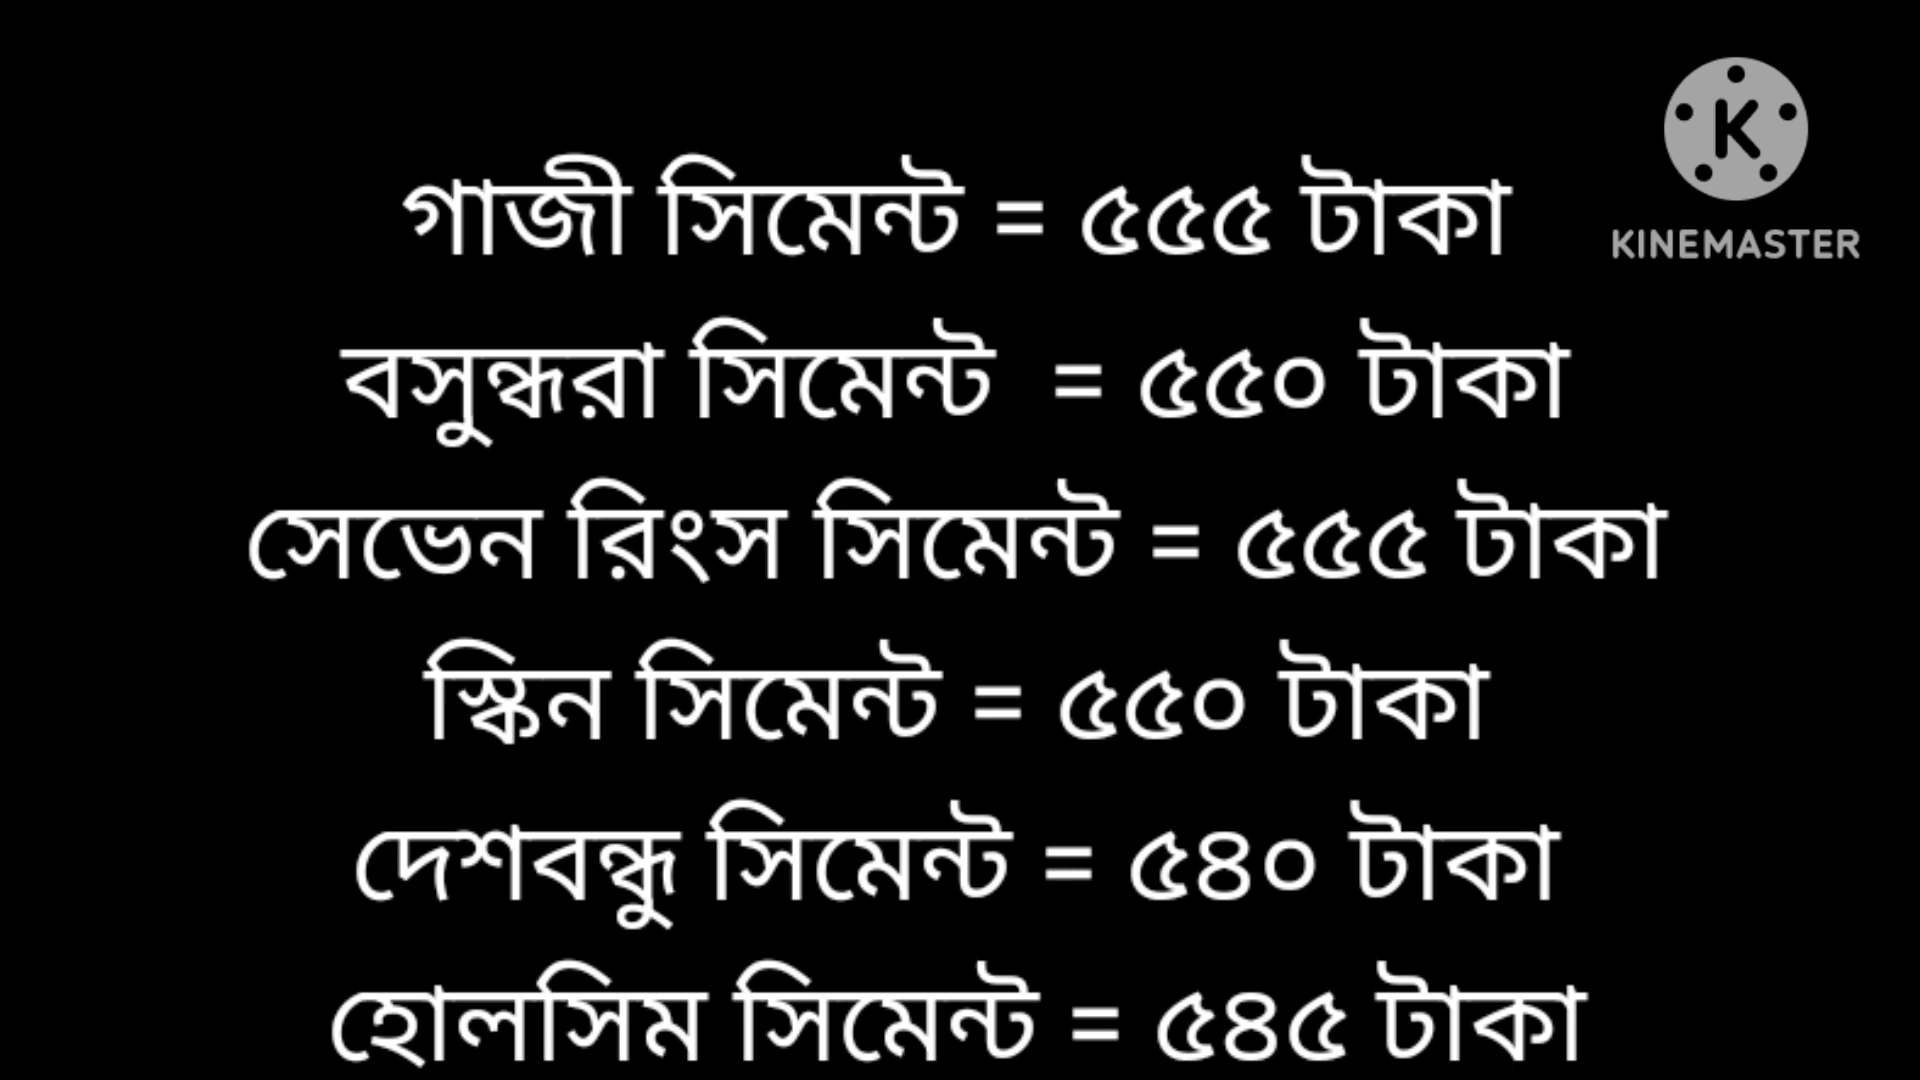 গাজী সিমেন্ট = ৫৫৫ টাকা
KINEMASTER
বসুন্ধরা সিমেন্ট = ৫৫০ টাকা
সেভেন রিংস সিমেন্ট = ৫৫৫ টাকা
স্কিন সিমেন্ট = ৫৫০ টাকা
দেশবন্ধু সিমেন্ট = ৫৪০ টাকা
হোলসিম সিমেন্ট = ৫৪৫ টাকা